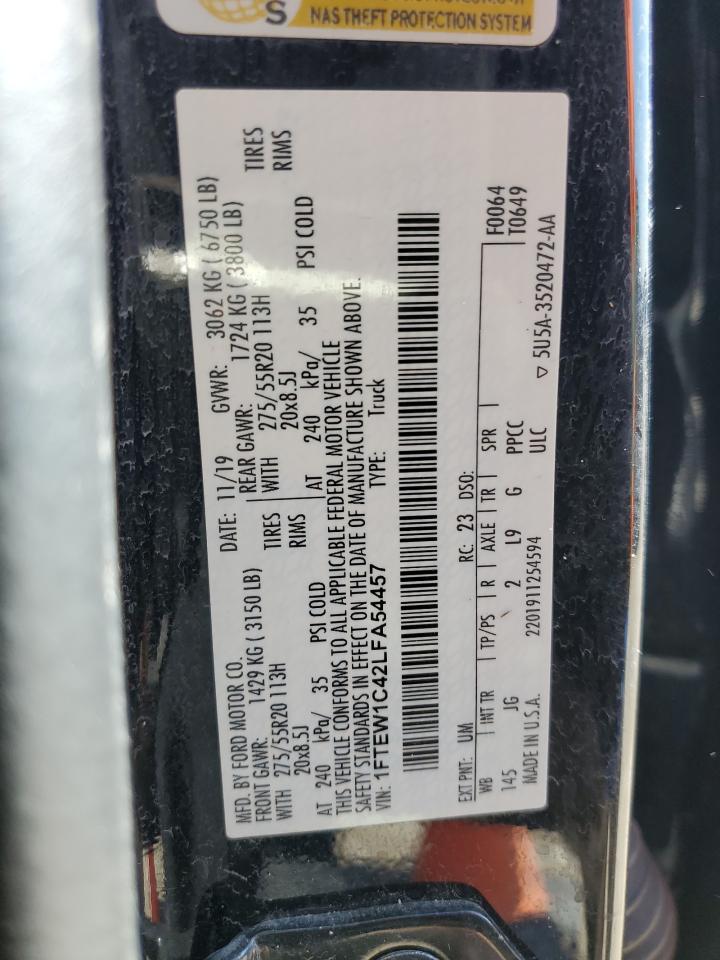 S
NAS THEFT PROTECTION SYSTEM
MFD. BY FORD MOTOR CO. DATE: 11/19 GVWR: 3062 KG ( 6750 LB)
FRONT GAWR: 1429 KG ( 3150 LB) REAR GAWR: 1724 KG ( 3800 LB)
WITH 275/55R20 113H TIRES WITH 275/55R20 113H TIRES
20x8.5J RIMS 20x8.5J RIMS
AT 240 kPa/ 35 PSI COLD AT 240 kPa/ 35 PSI COLD
THIS VEHICLE CONFORMS TO ALL APPLICABLE FEDERAL MOTOR VEHICLE
SAFETY STANDARDS IN EFFECT ON THE DATE OF MANUFACTURE SHOWN ABOVE.
VIN: 1FTEW1C42LFA54457 TYPE: Truck
EXT PNT: UM RC: 23 DSO: F0064
WB INT TR TP/PS R AXLE TR SPR T0649
145 JG 2 L9 G PPCC
MADE IN U.S.A. 2201911254594 ULC ▽ 5U5A-3520472-AA